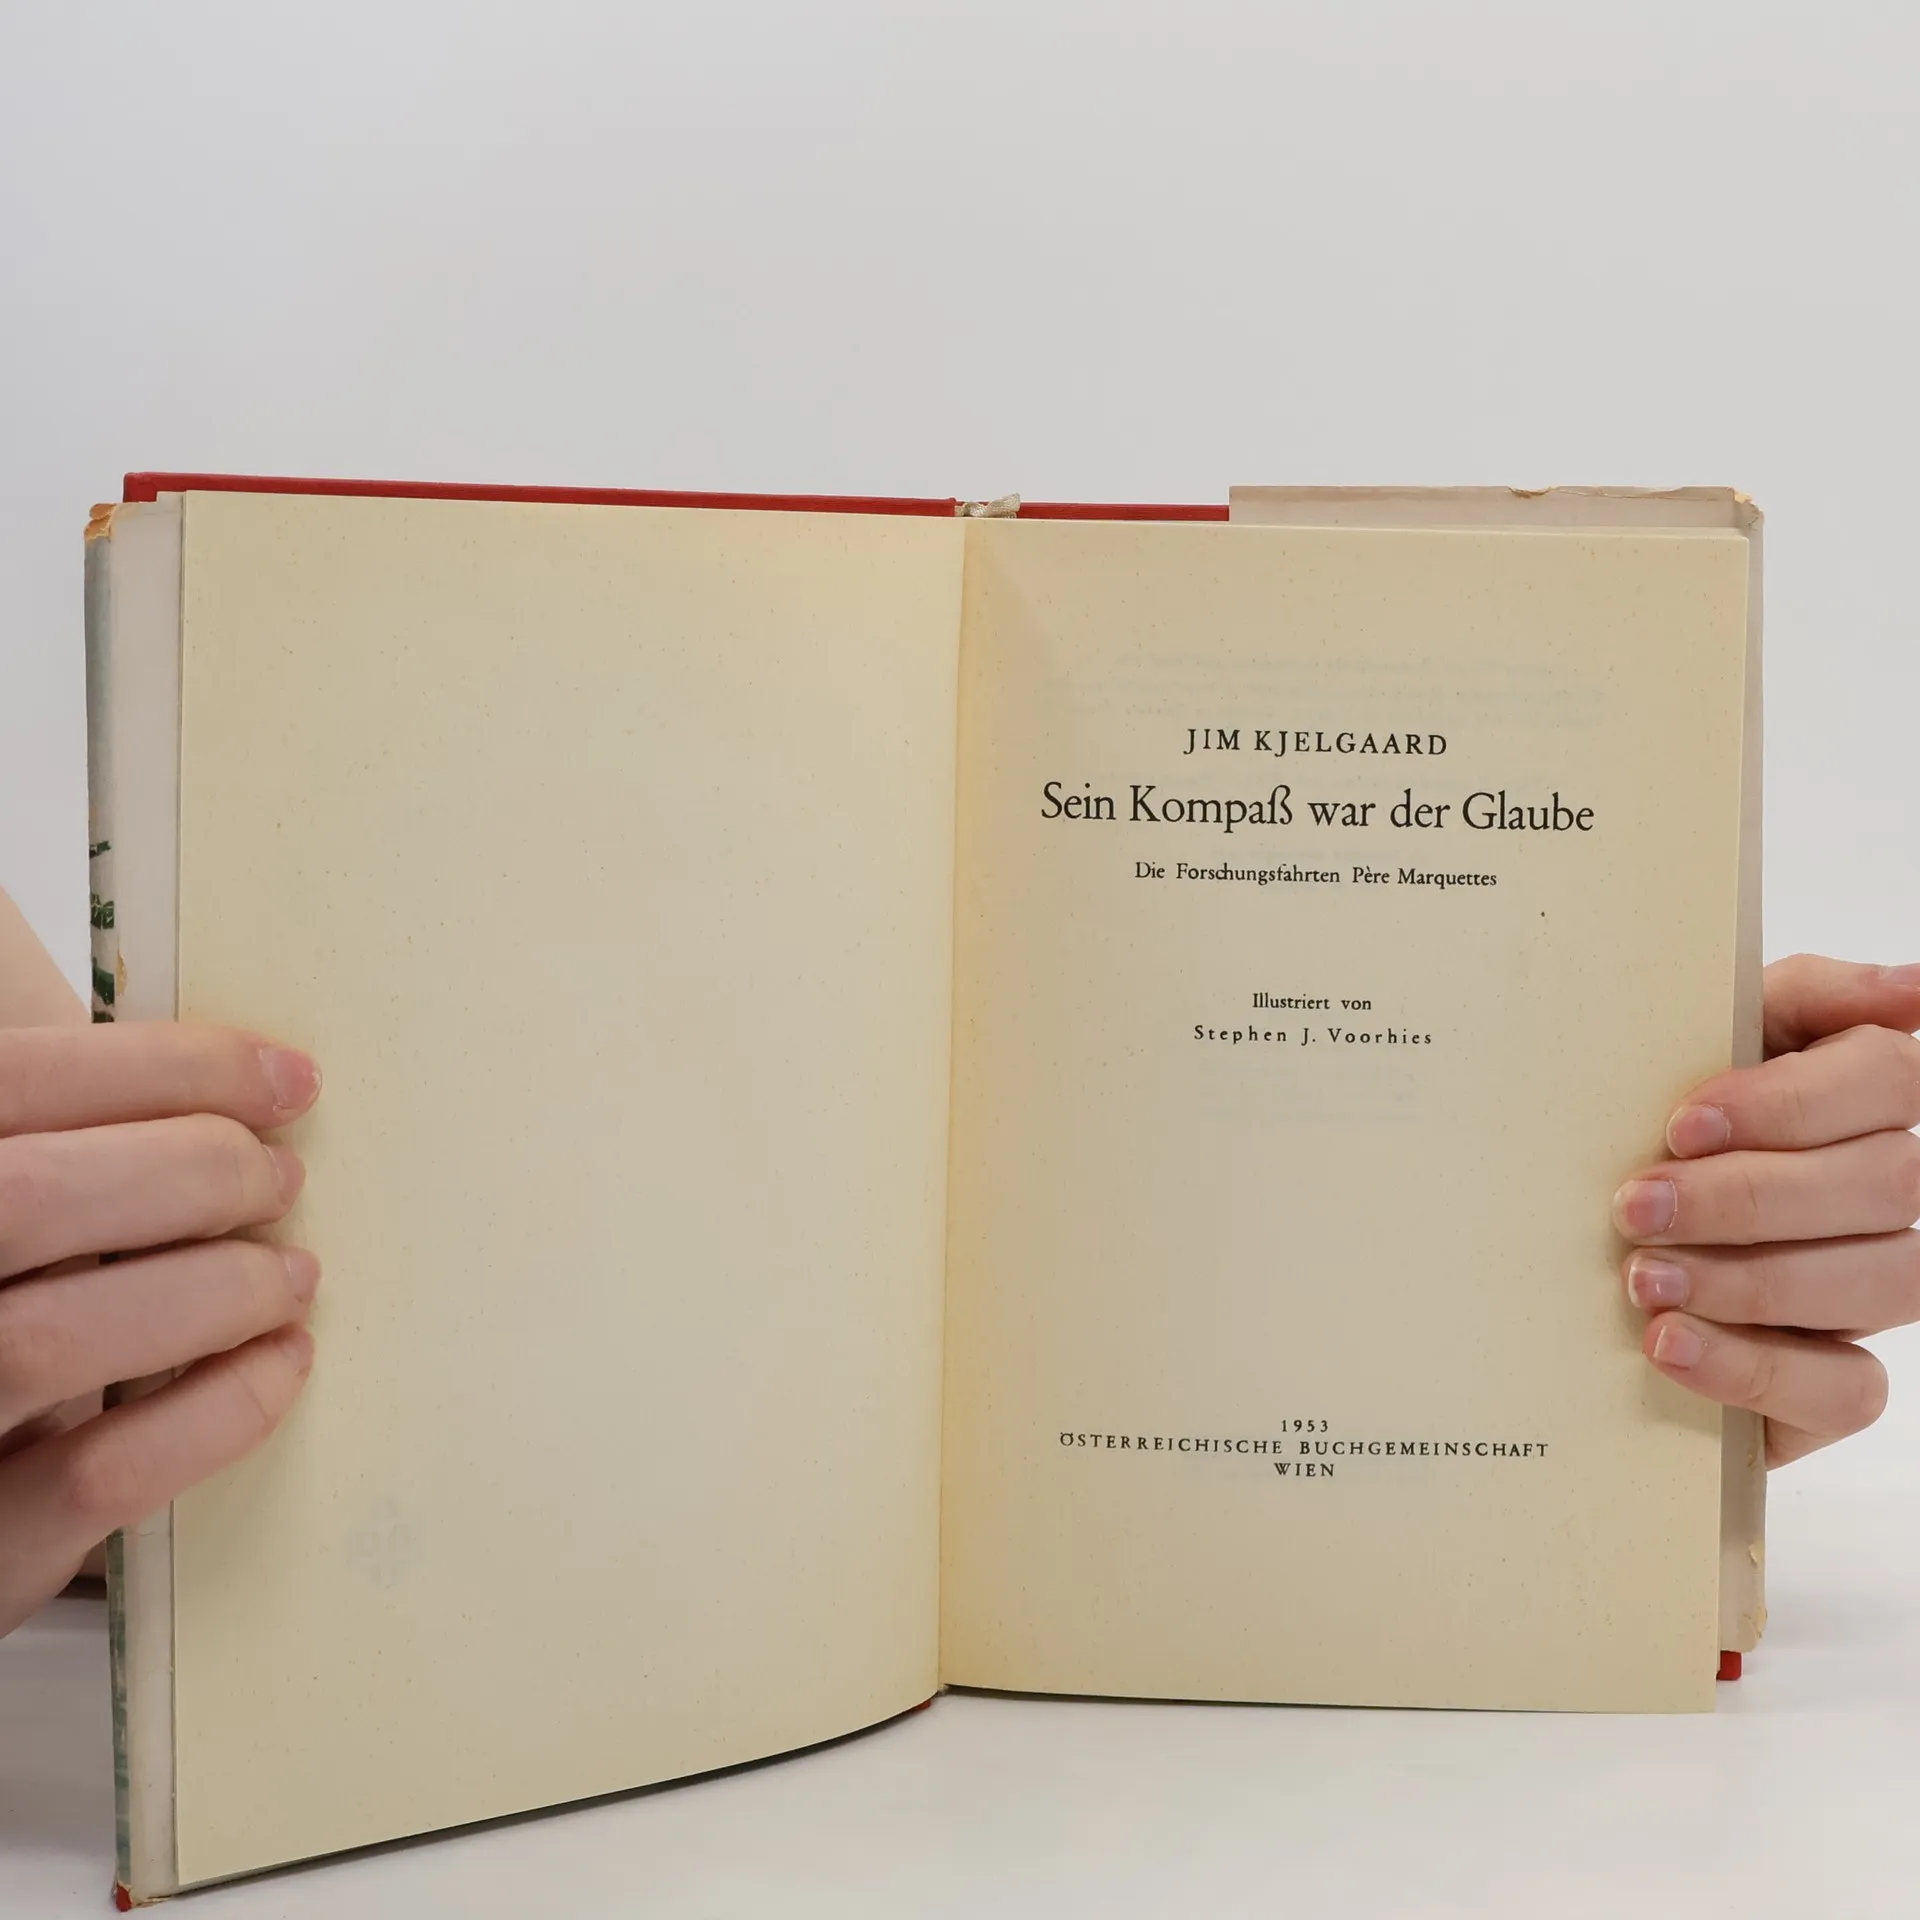 JIM KJELGAARD
Sein Kompaß war der Glaube
Die Forschungsfahrten Père Marquettes
Illustriert von
Stephen J. Voorhies
1953
ÖSTERREICHISCHE BUCHGEMEINSCHAFT
WIEN